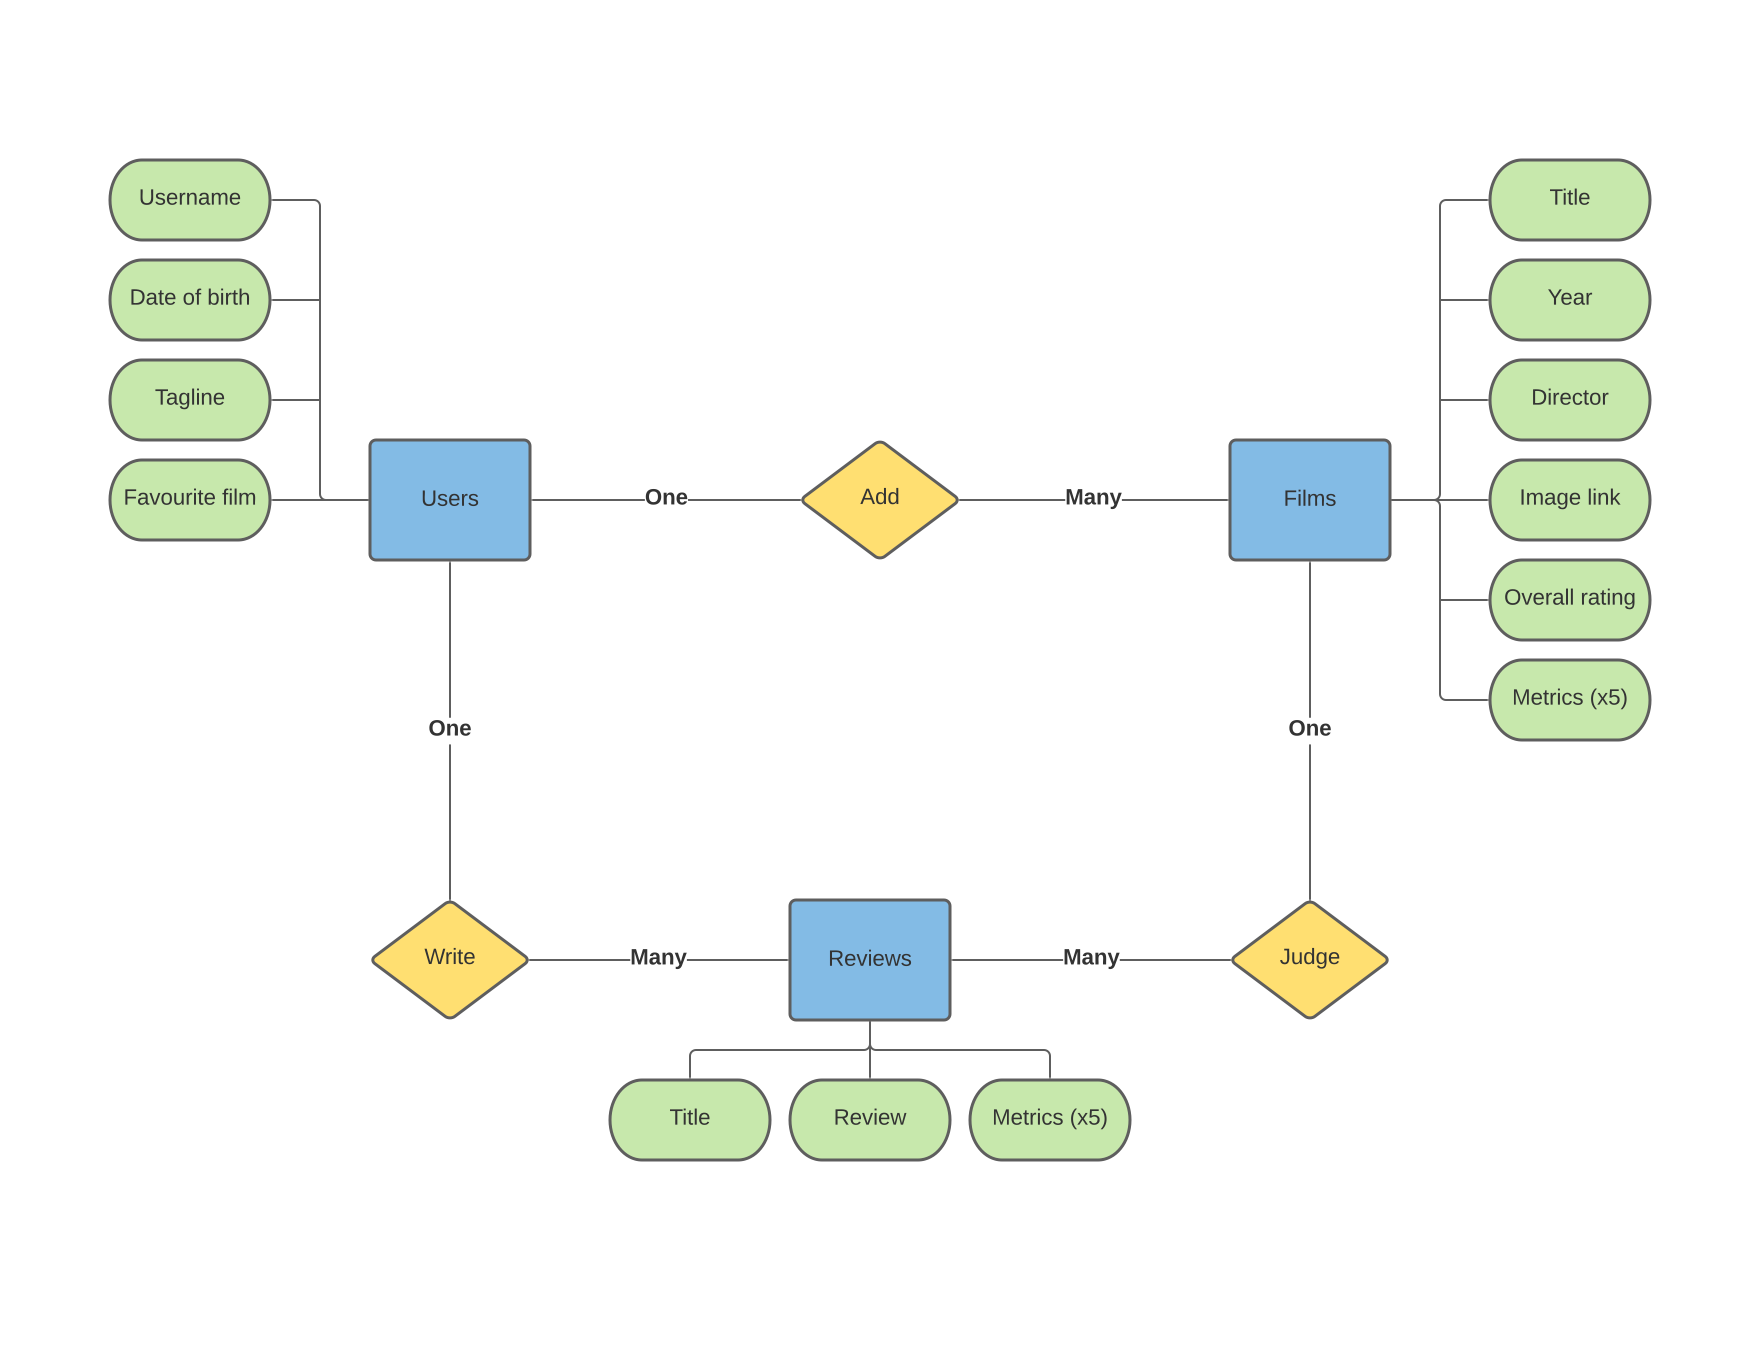 Username
Date of birth
Tagline
Favourite film
Users
One
Add
Many
Films
Title
Year
Director
Image link
Overall rating
Metrics (x5)
One
One
Write
Many
Reviews
Many
Judge
Title
Review
Metrics (x5)